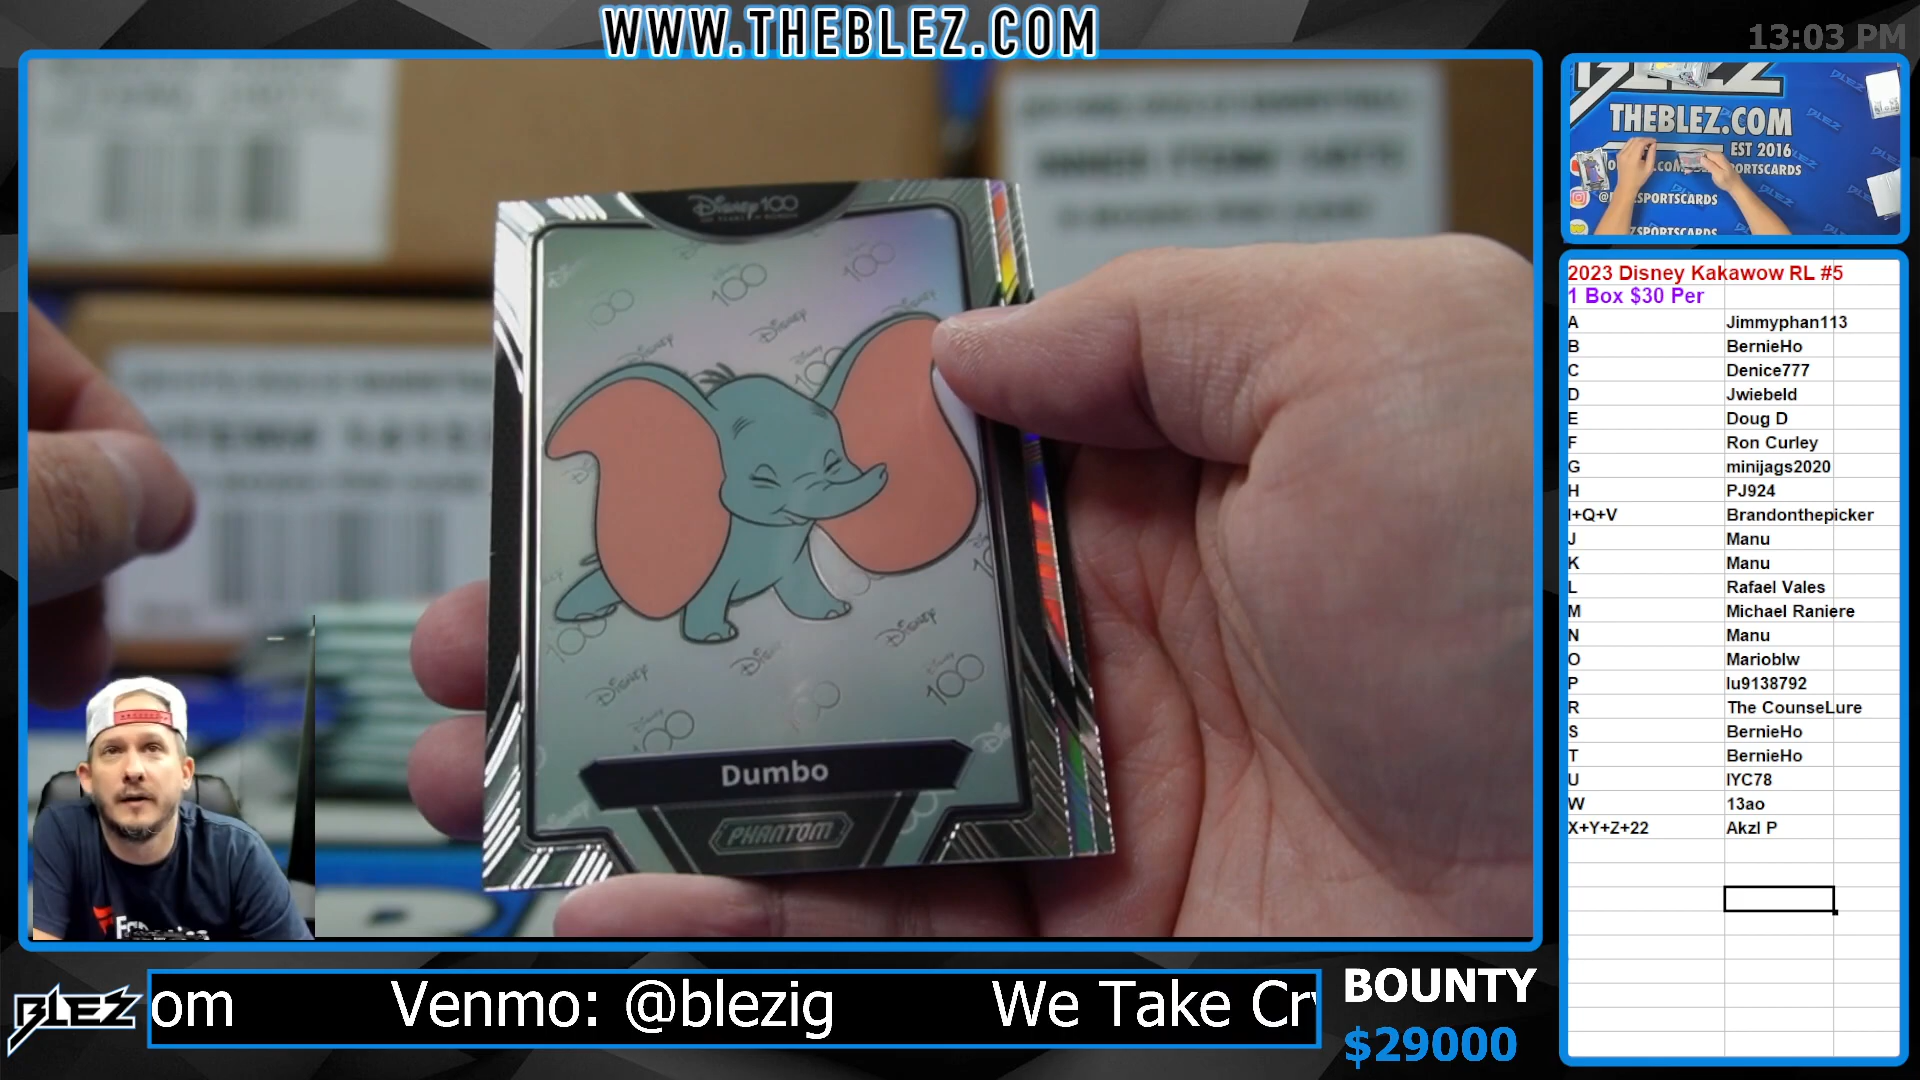 WWW.THEBLEZ.COM
13:03 PM
Disney 100
Dumbo
PHANTOM
THEBLEZ.COM
EST 2016
2023 Disney Kakawow RL #5
1 Box $30 Per
A Jimmyphan113
B BernieHo
C Denice777
D Jwiebeld
E Doug D
F Ron Curley
G minijags2020
H PJ924
I+Q+V Brandonthepicker
J Manu
K Manu
L Rafael Vales
M Michael Raniere
N Manu
O Marioblw
P lu9138792
R The CounseLure
S BernieHo
T BernieHo
U IYC78
W 13ao
X+Y+Z+22 Akzl P
BLEZ
om Venmo: @blezig We Take Cry
BOUNTY
$29000